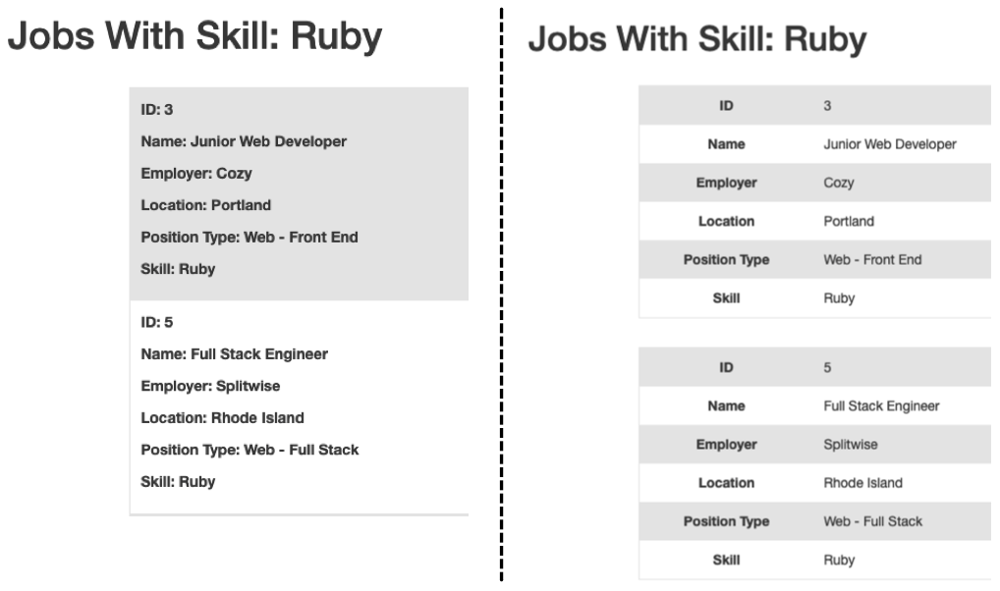 Jobs With Skill: Ruby
ID: 3
Name: Junior Web Developer
Employer: Cozy
Location: Portland
Position Type: Web - Front End
Skill: Ruby
ID: 5
Name: Full Stack Engineer
Employer: Splitwise
Location: Rhode Island
Position Type: Web - Full Stack
Skill: Ruby
Jobs With Skill: Ruby
ID 3
Name Junior Web Developer
Employer Cozy
Location Portland
Position Type Web - Front End
Skill Ruby
ID 5
Name Full Stack Engineer
Employer Splitwise
Location Rhode Island
Position Type Web - Full Stack
Skill Ruby